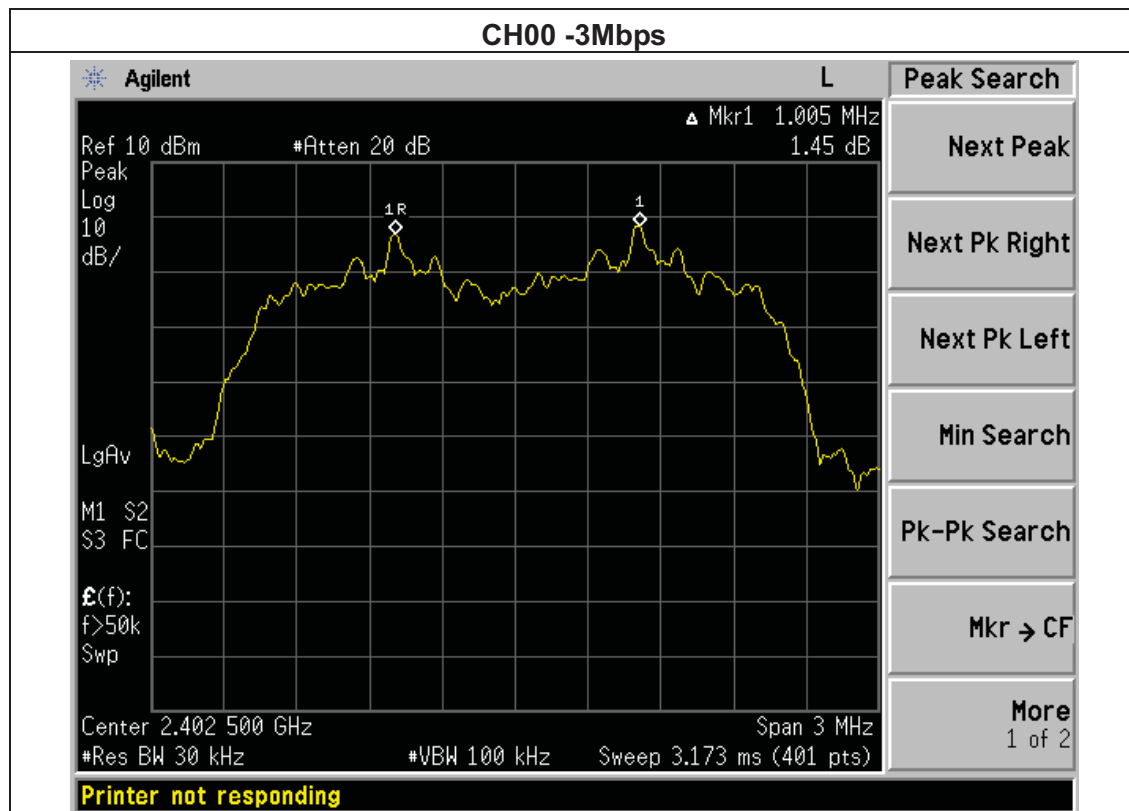 CH00 -3Mbps
Agilent L Peak Search
Δ Mkr1 1.005 MHz
Ref 10 dBm #Atten 20 dB 1.45 dB
Peak
Log
10
dB/
1R
1
LgAv
M1 S2
S3 FC
£(f):
f>50k
Swp
Center 2.402 500 GHz Span 3 MHz
#Res BW 30 kHz #VBW 100 kHz Sweep 3.173 ms (401 pts)
Printer not responding
Next Peak
Next Pk Right
Next Pk Left
Min Search
Pk-Pk Search
Mkr → CF
More
1 of 2